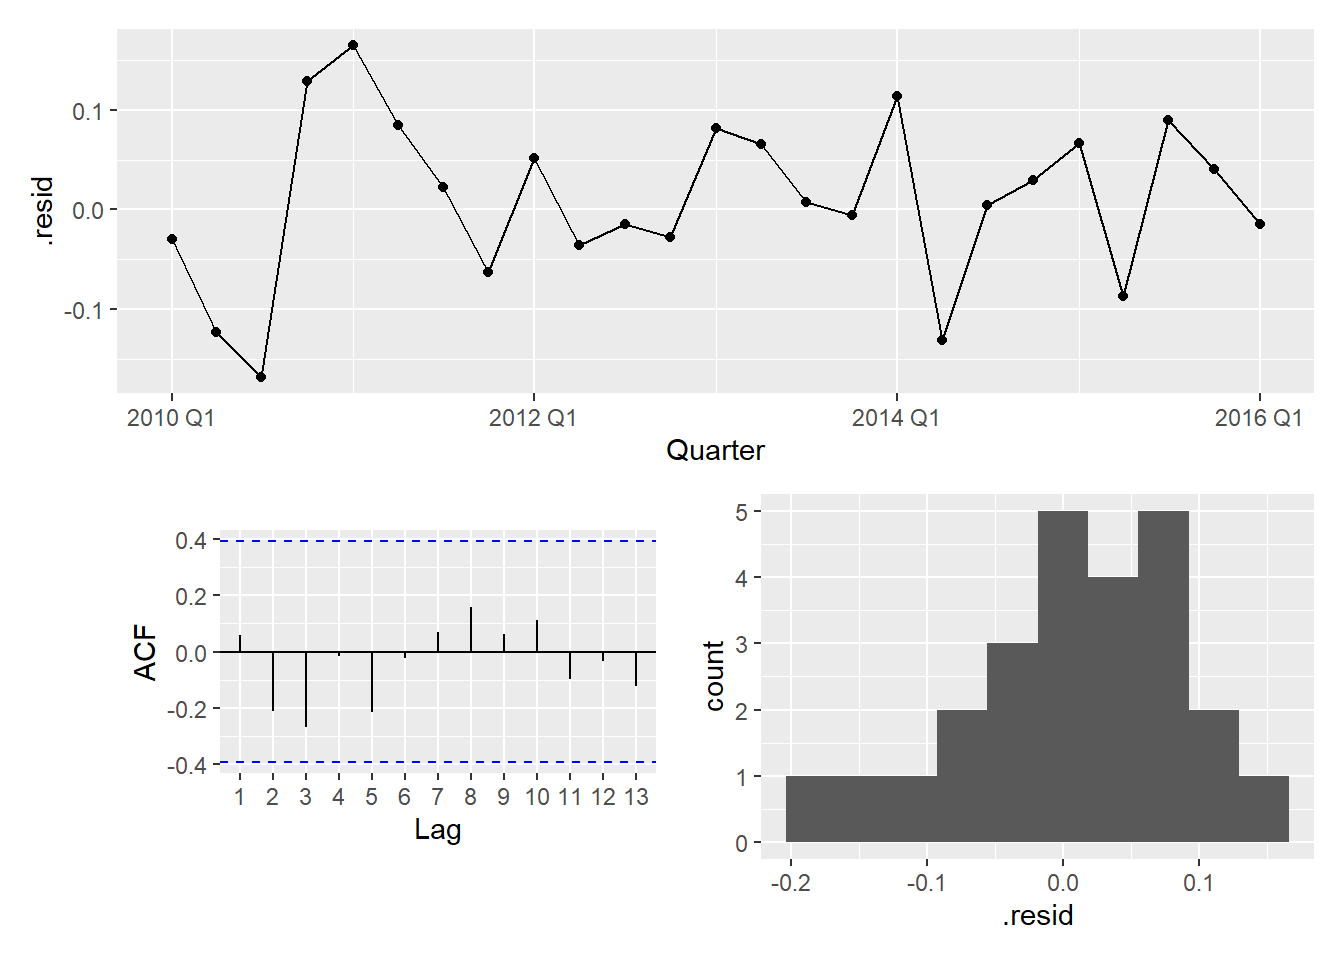 0.1
0.0
-0.1
.resid
2010 Q1 2012 Q1 2014 Q1 2016 Q1
Quarter
0.4
0.2
0.0
-0.2
-0.4
ACF
1 2 3 4 5 6 7 8 9 10 11 12 13
Lag
5
4
3
2
1
0
count
-0.2 -0.1 0.0 0.1
.resid